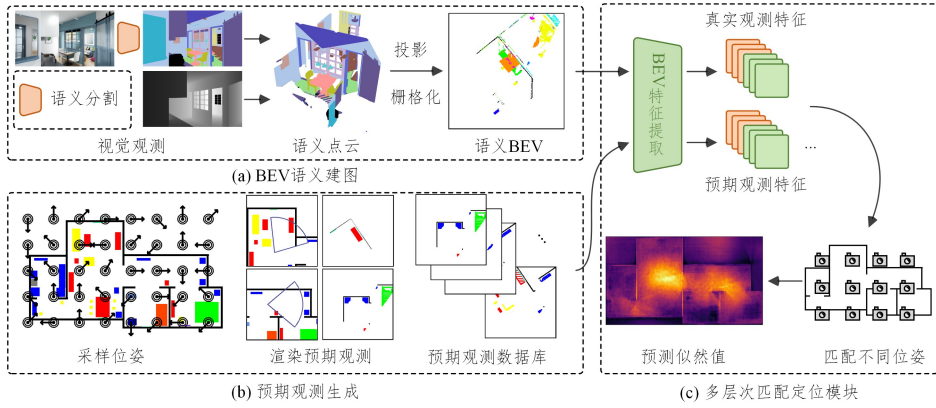 语义分割
视觉观测
语义点云
投影
栅格化
语义BEV
(a) BEV语义建图
采样位姿
渲染预期观测
预期观测数据库
(b) 预期观测生成
真实观测特征
BEV特征提取
预期观测特征
...
预测似然值
匹配不同位姿
(c) 多层次匹配定位模块